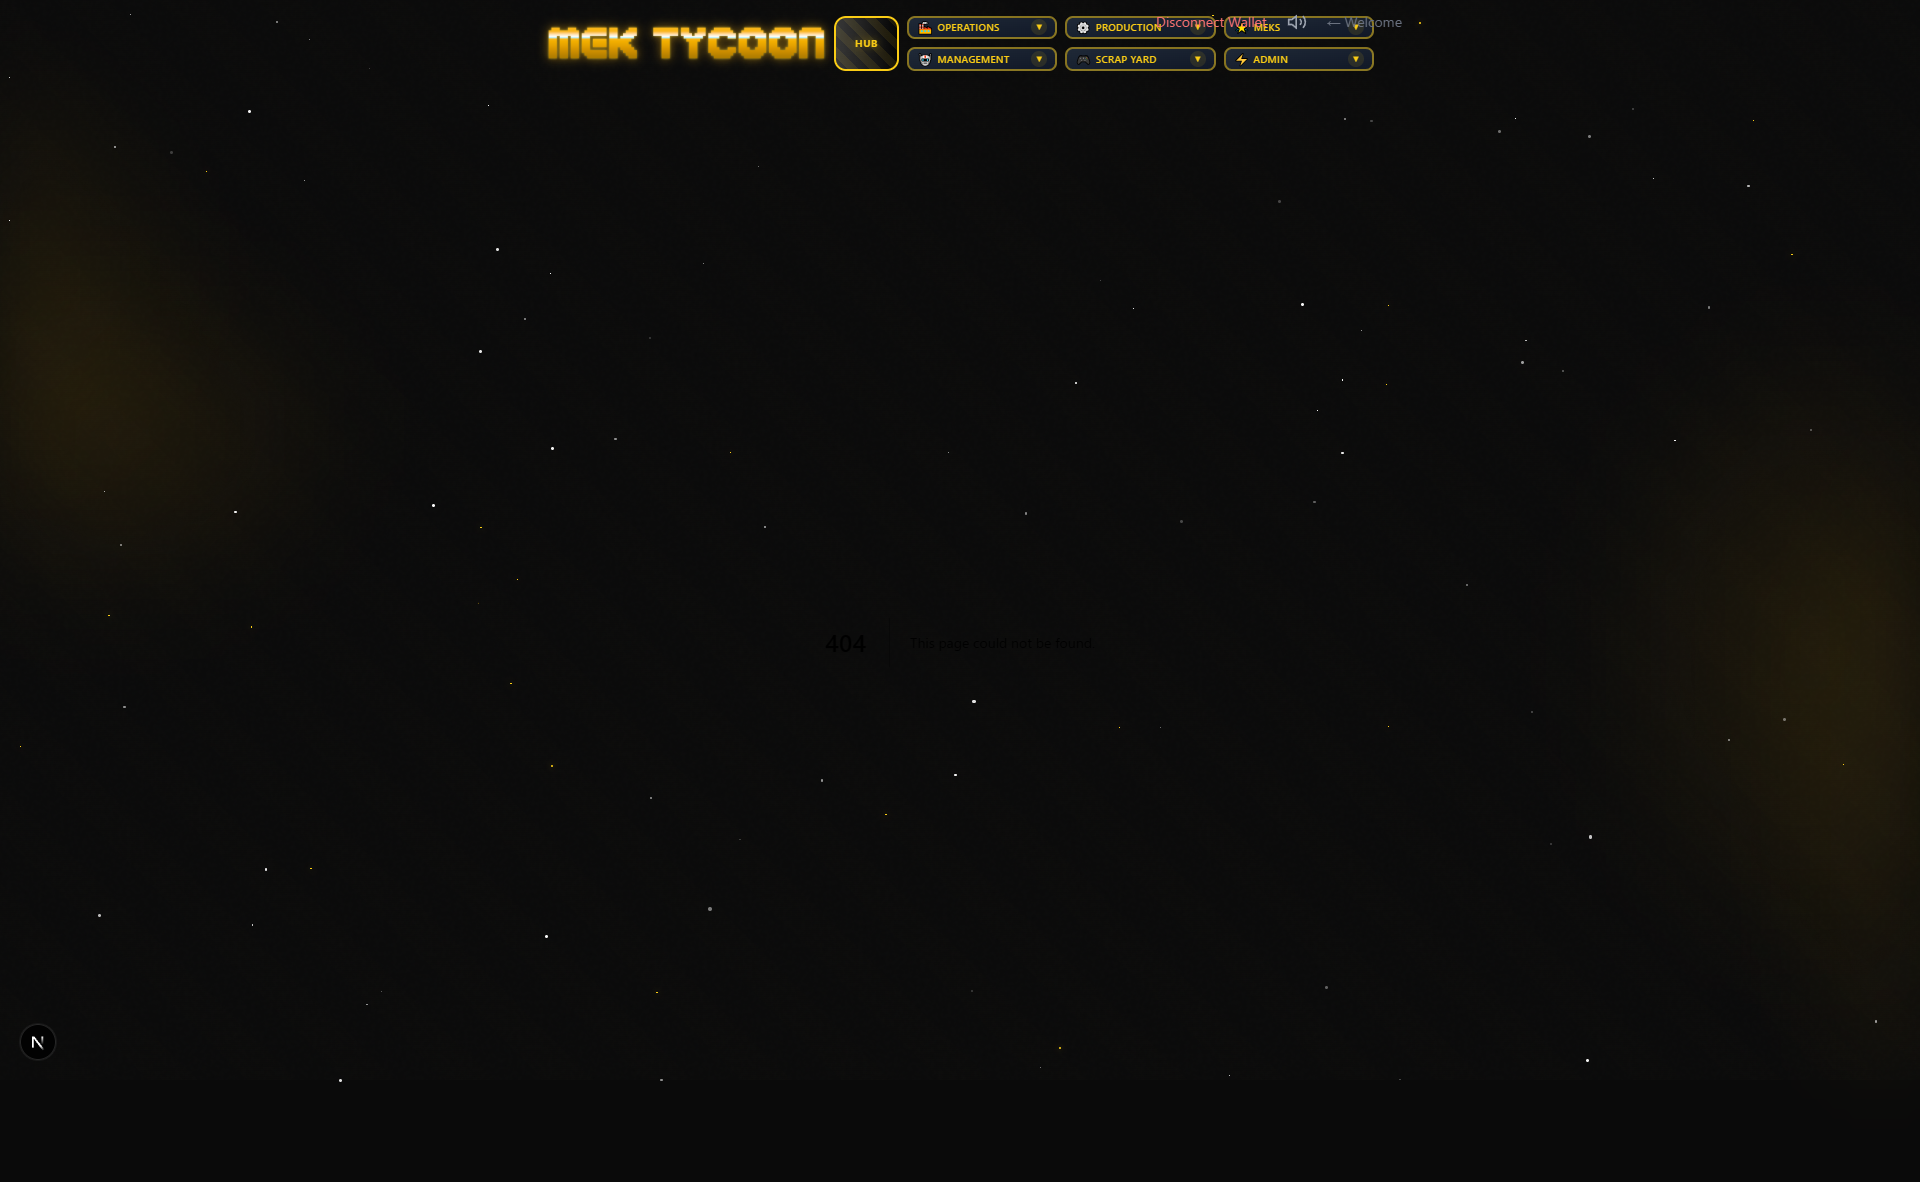 MEK TYCOON
HUB
OPERATIONS ▼
PRODUCTION ▼
MEKS ▼
Disconnect Wallet
← Welcome
MANAGEMENT ▼
SCRAP YARD ▼
ADMIN ▼
404
This page could not be found.
N